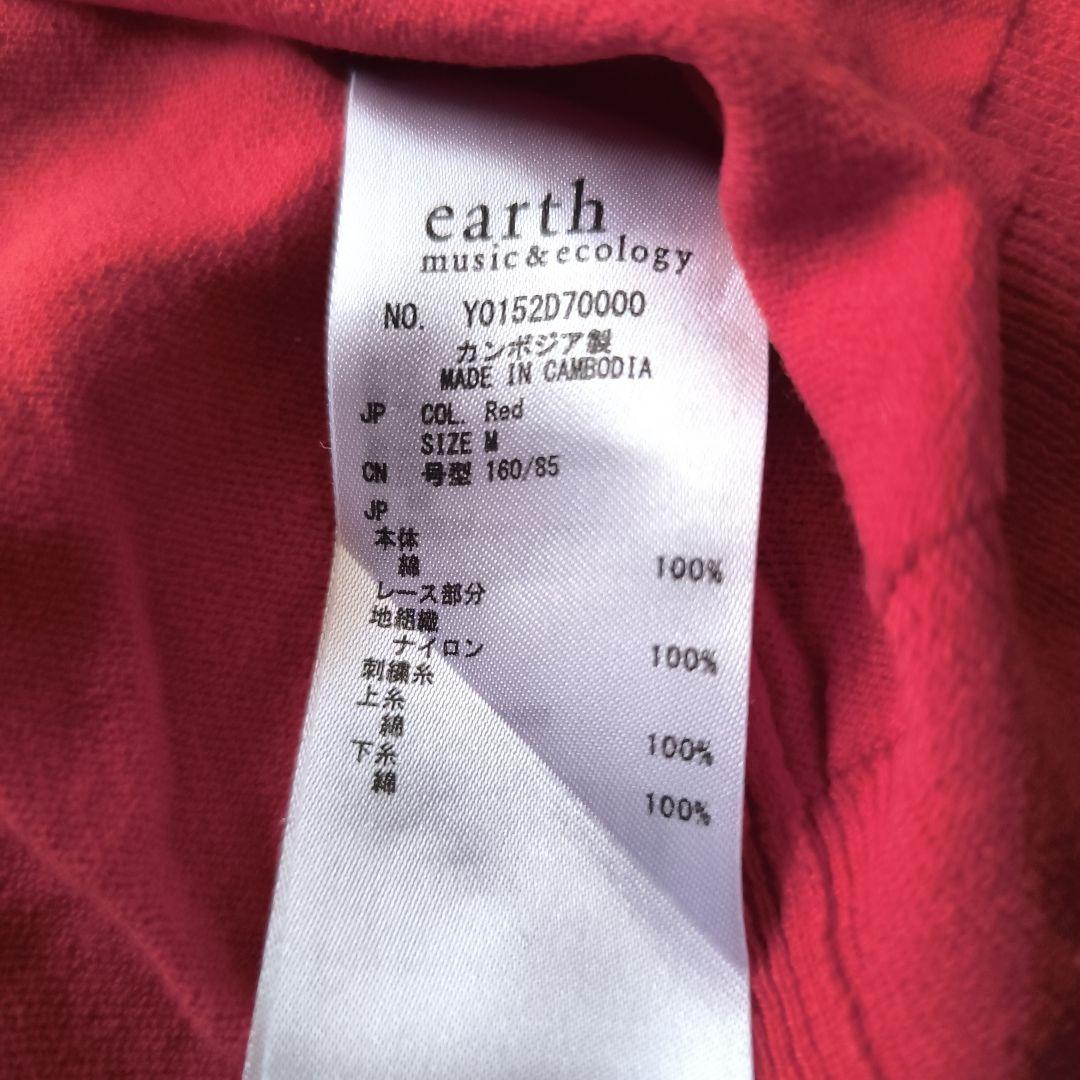 earth
music&ecology
NO. Y0152D70000
カンボジア製
MADE IN CAMBODIA
JP COL. Red
SIZE M
CN 号型 160/85
JP
本体
綿 100%
レース部分
地組織
ナイロン 100%
刺繍糸
上糸
綿 100%
下糸
綿 100%